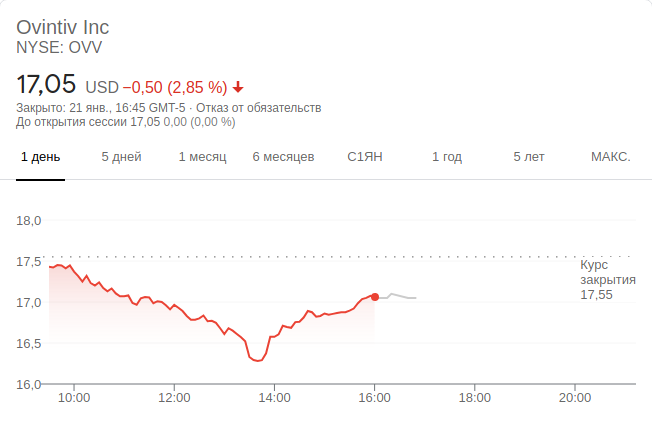 Ovintiv Inc
NYSE: OVV
17,05 USD −0,50 (2,85 %)
Закрыто: 21 янв., 16:45 GMT-5 · Отказ от обязательств
До открытия сессии 17,05 0,00 (0,00 %)
1 день 5 дней 1 месяц 6 месяцев С1ЯН 1 год 5 лет МАКС.
18,0
17,5
Курс
закрытия
17,55
17,0
16,5
16,0
10:00 12:00 14:00 16:00 18:00 20:00